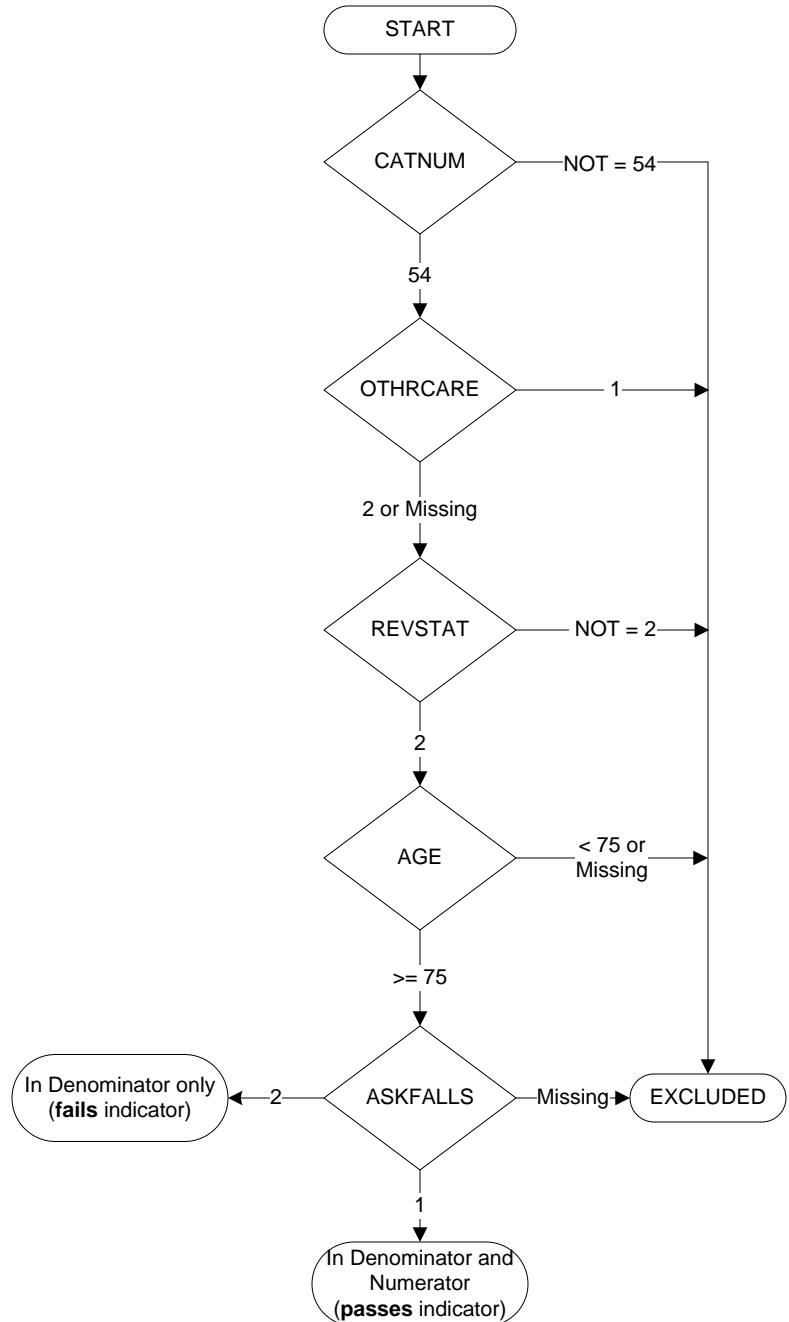 START
CATNUM
NOT = 54
54
OTHRCARE
1
2 or Missing
REVSTAT
NOT = 2
2
AGE
< 75 or
Missing
>= 75
In Denominator only
(fails indicator)
2
ASKFALLS
Missing
EXCLUDED
1
In Denominator and
Numerator
(passes indicator)